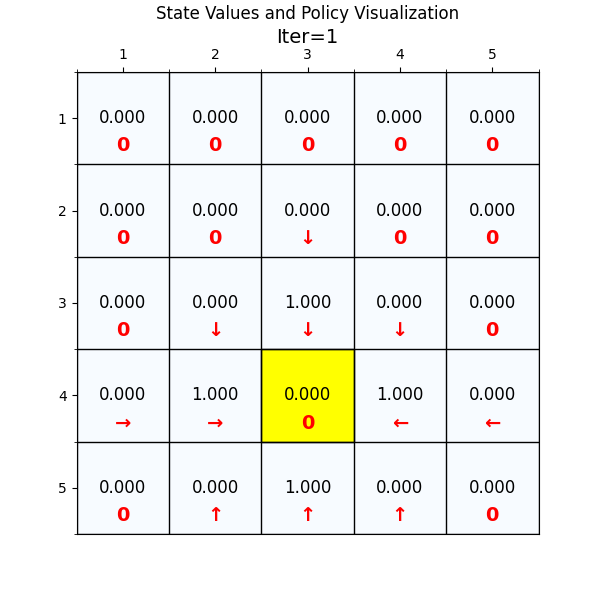 State Values and Policy Visualization
Iter=1
1 2 3 4 5
0.000 0.000 0.000 0.000 0.000
1
0 0 0 0 0
0.000 0.000 0.000 0.000 0.000
2
0 0 ↓ 0 0
0.000 0.000 1.000 0.000 0.000
3
0 ↓ ↓ ↓ 0
0.000 1.000 0.000 1.000 0.000
4
→ → 0 ← ←
0.000 0.000 1.000 0.000 0.000
5
0 ↑ ↑ ↑ 0